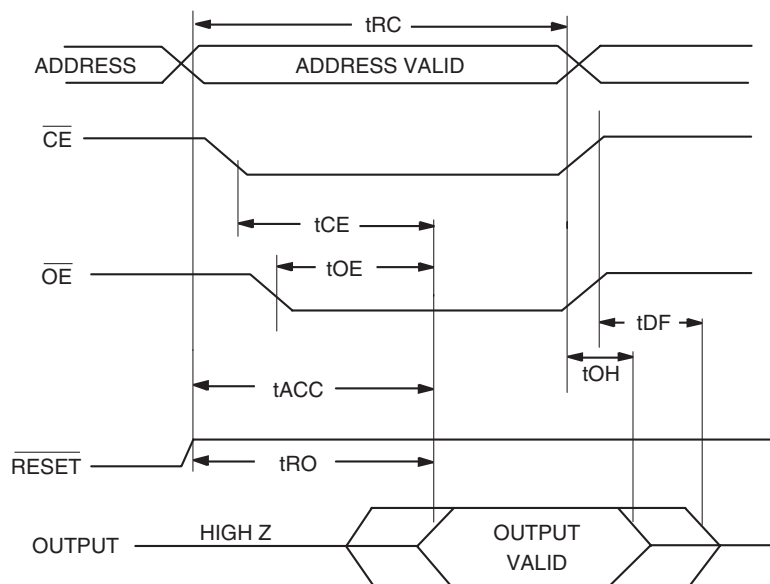 tRC
ADDRESS
ADDRESS VALID
CE
tCE
OE
tOE
tDF
tOH
tACC
RESET
tRO
OUTPUT
HIGH Z
OUTPUT
VALID